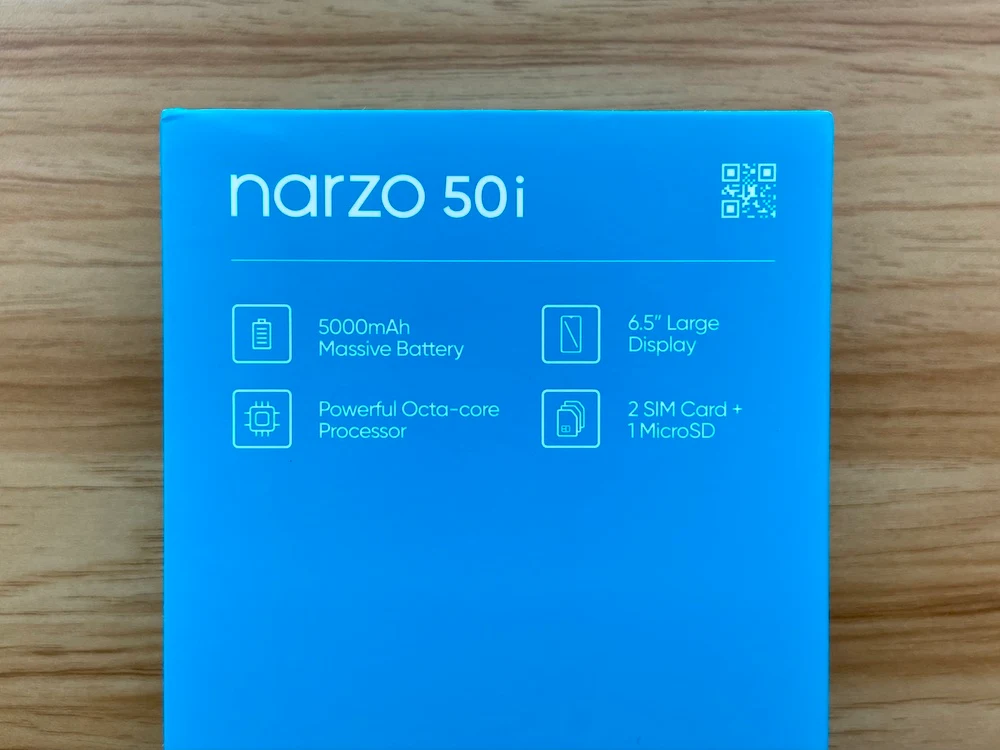 narzo 50i
5000mAh
Massive Battery
6.5" Large
Display
Powerful Octa-core
Processor
2 SIM Card +
1 MicroSD